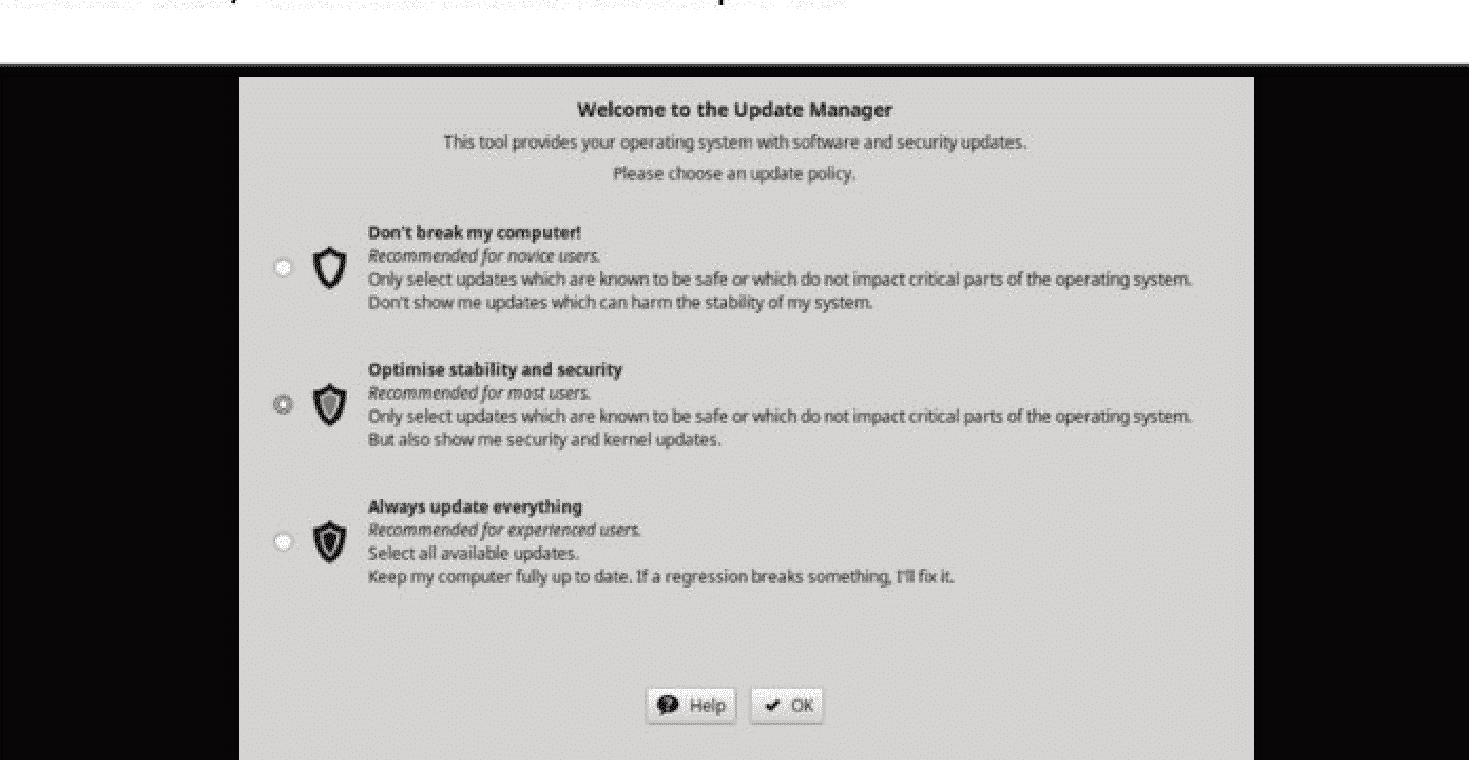 Welcome to the Update Manager
This tool provides your operating system with software and security updates.
Please choose an update policy.
Don't break my computer!
Recommended for novice users.
Only select updates which are known to be safe or which do not impact critical parts of the operating system.
Don't show me updates which can harm the stability of my system.
Optimise stability and security
Recommended for most users.
Only select updates which are known to be safe or which do not impact critical parts of the operating system.
But also show me security and kernel updates.
Always update everything
Recommended for experienced users.
Select all available updates.
Keep my computer fully up to date. If a regression breaks something, I'll fix it.
Help OK